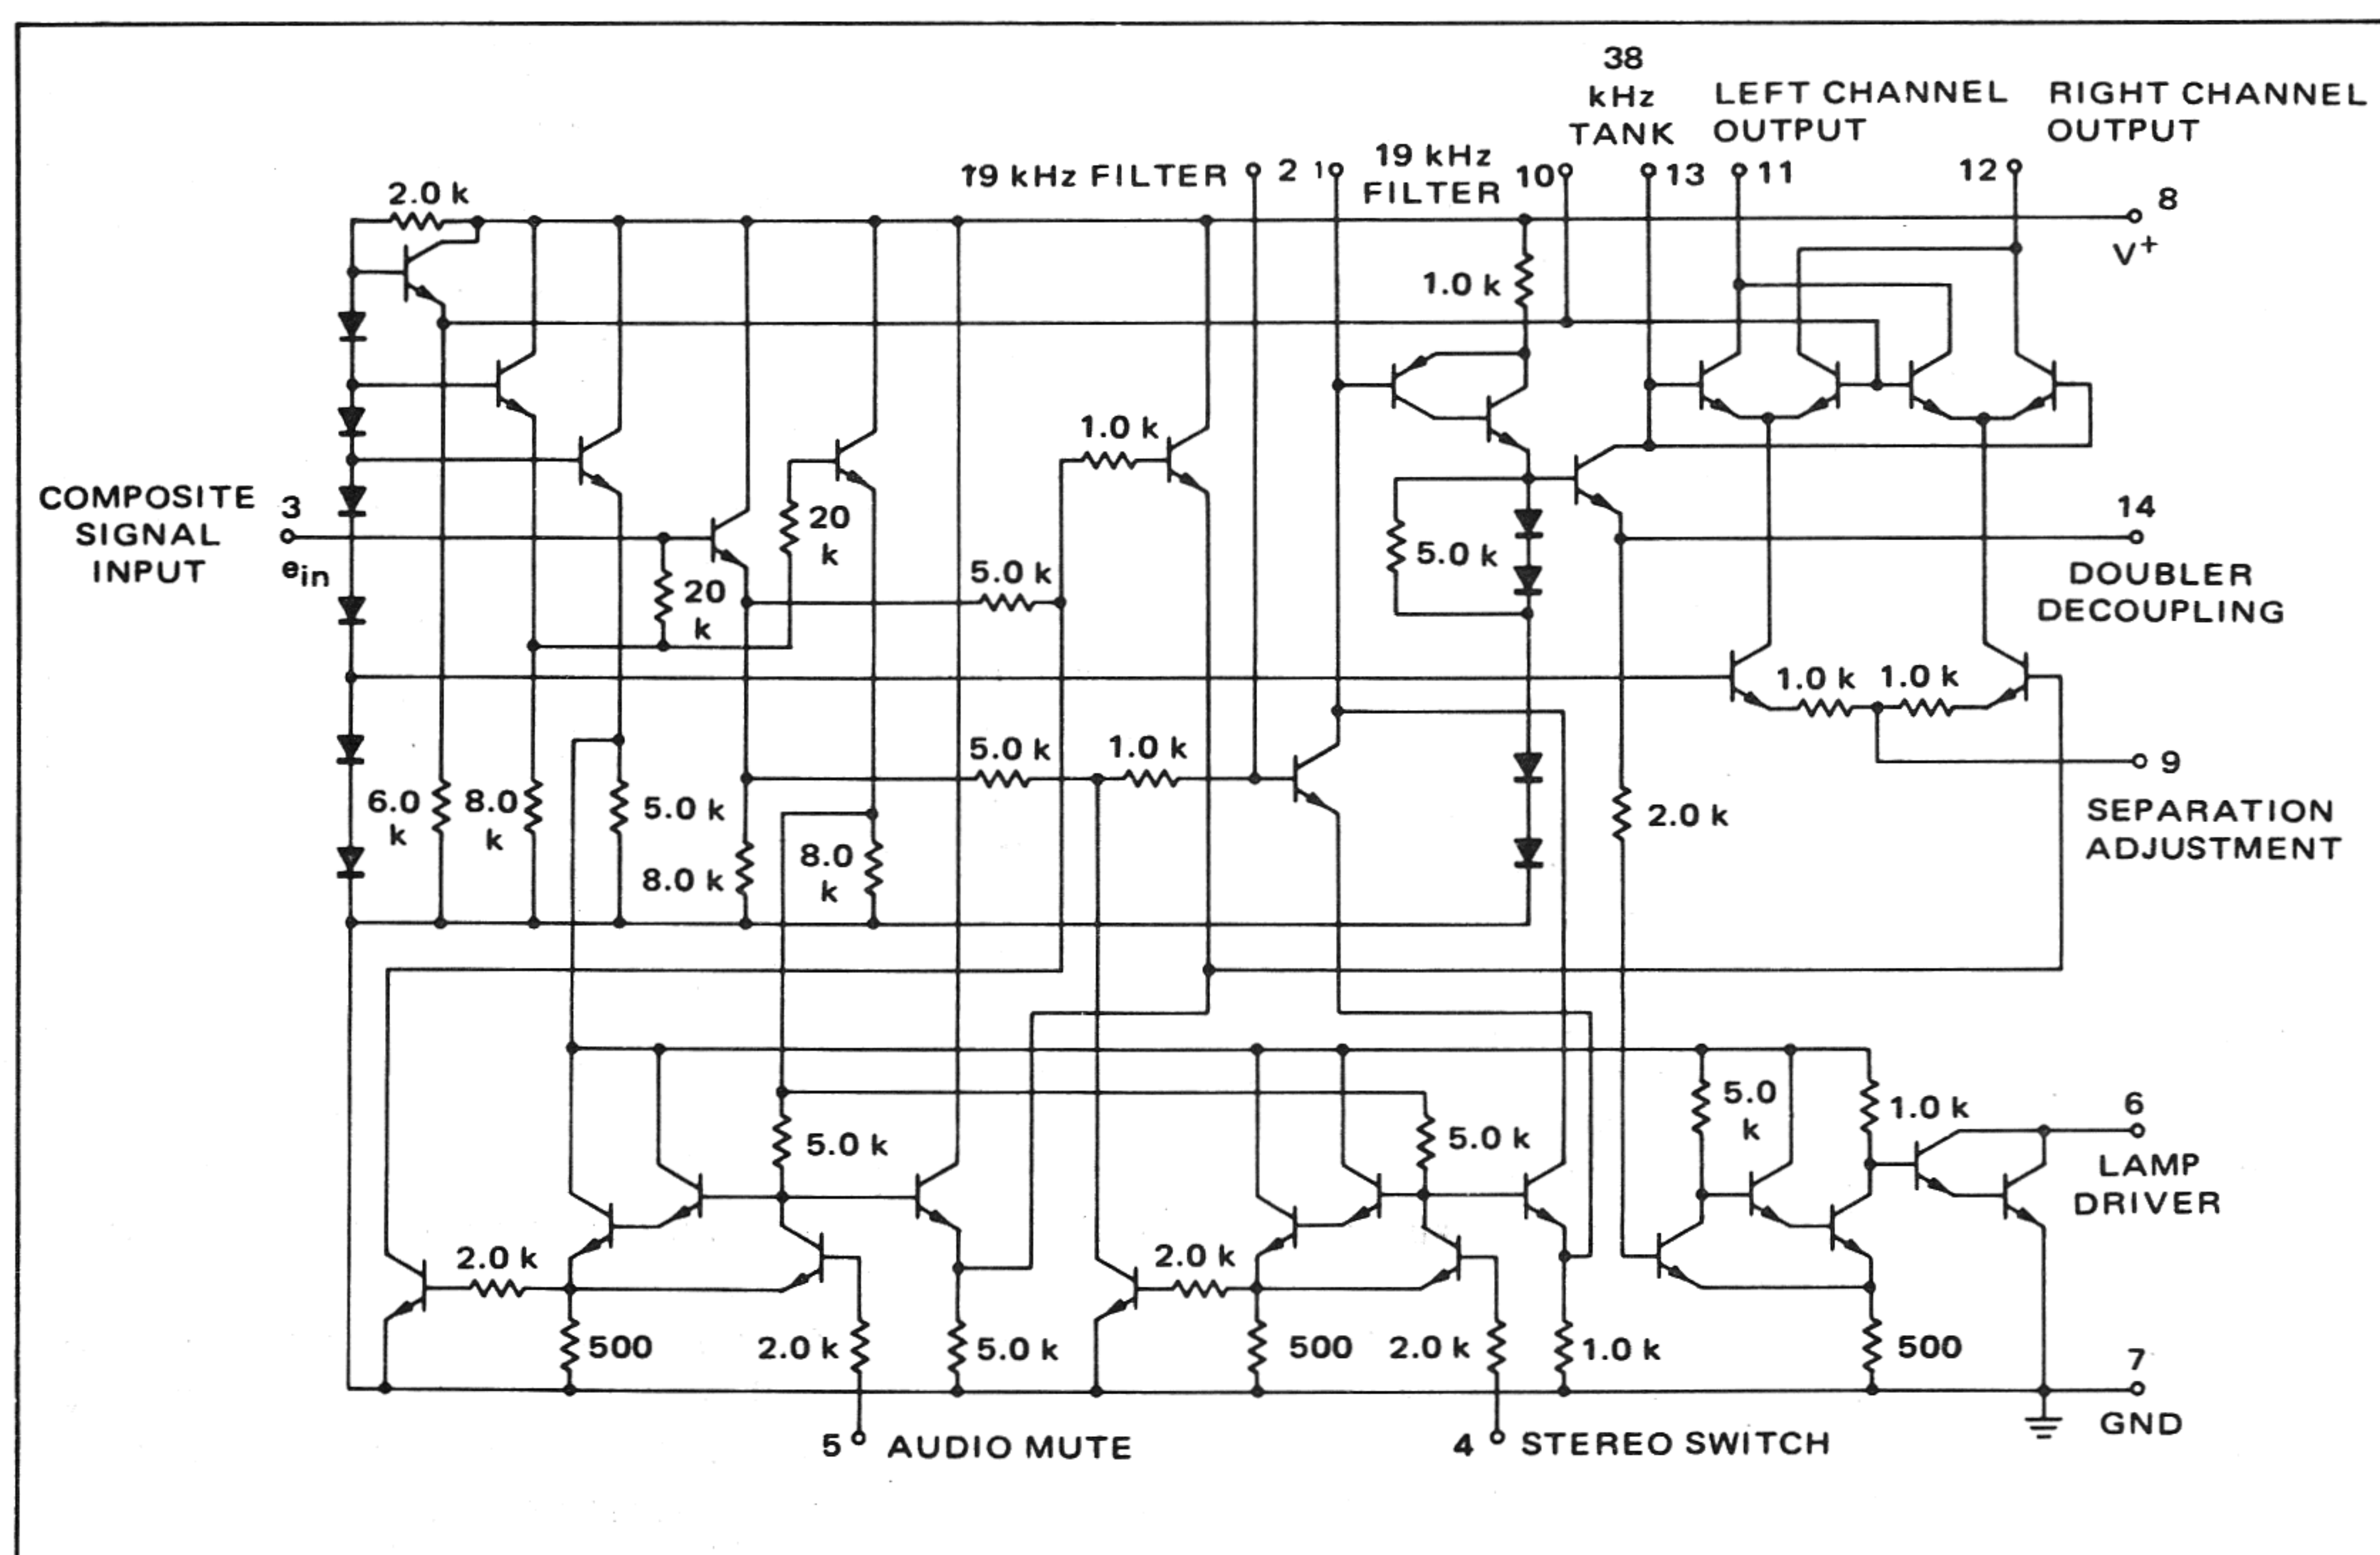 38
kHz
TANK
LEFT CHANNEL
OUTPUT
RIGHT CHANNEL
OUTPUT
19 kHz FILTER
2
1
19 kHz
FILTER
10
13
11
12
8
V+
2.0 k
1.0 k
1.0 k
COMPOSITE
SIGNAL
INPUT
3
ein
20
k
20
k
5.0 k
5.0 k
14
DOUBLER
DECOUPLING
1.0 k
1.0 k
5.0 k
1.0 k
9
SEPARATION
ADJUSTMENT
6.0
k
8.0
k
5.0 k
8.0 k
8.0
k
2.0 k
5.0 k
5.0 k
5.0
k
1.0 k
6
LAMP
DRIVER
2.0 k
2.0 k
500
2.0 k
5.0 k
500
2.0 k
1.0 k
500
7
GND
5
AUDIO MUTE
4
STEREO SWITCH